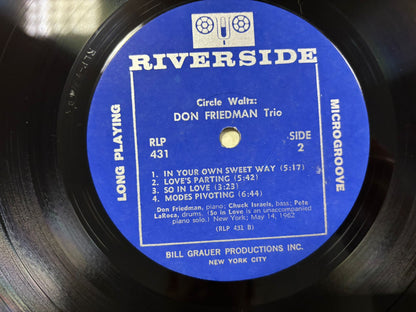 RIVERSIDE
Circle Waltz:
DON FRIEDMAN Trio
RLP
431
SIDE
2
LONG PLAYING
MICROGROOVE
1. IN YOUR OWN SWEET WAY (5:17)
2. LOVE'S PARTING (5:42)
3. SO IN LOVE (3:23)
4. MODES PIVOTING (6:44)
Don Friedman, piano; Chuck Israels, bass; Pete
LaRoca, drums. (So in Love is an unaccompanied
piano solo.) New York; May 14, 1962
(RLP 431 B)
BILL GRAUER PRODUCTIONS INC.
NEW YORK CITY